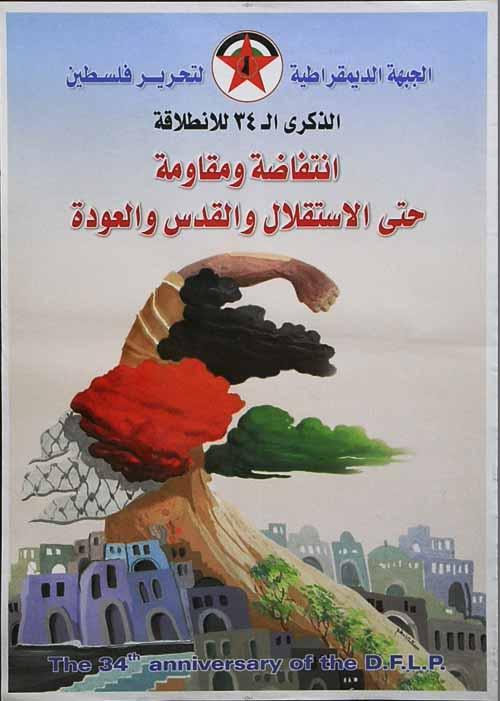 الجبهة الديمقراطية لتحرير فلسطين
الذكرى الـ ٣٤ للانطلاقة
انتفاضة ومقاومة
حتى الاستقلال والقدس والعودة
The 34th anniversary of the D.F.L.P.